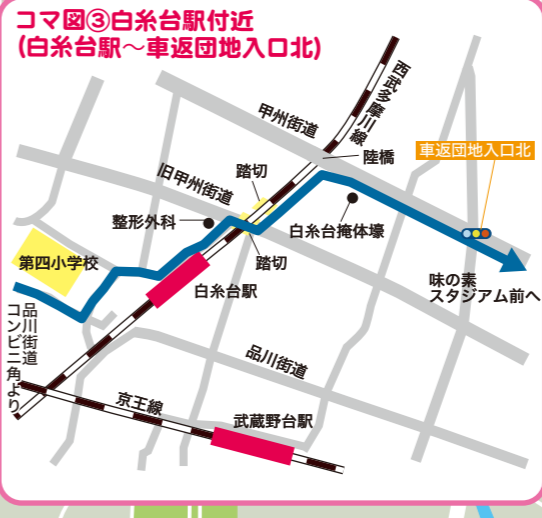 コマ図③白糸台駅付近
(白糸台駅〜車返団地入口北)
西武多摩川線
甲州街道
陸橋
車返団地入口北
旧甲州街道
踏切
整形外科
白糸台掩体壕
踏切
第四小学校
白糸台駅
味の素
スタジアム前へ
品川街道
コンビニ角より
品川街道
京王線
武蔵野台駅